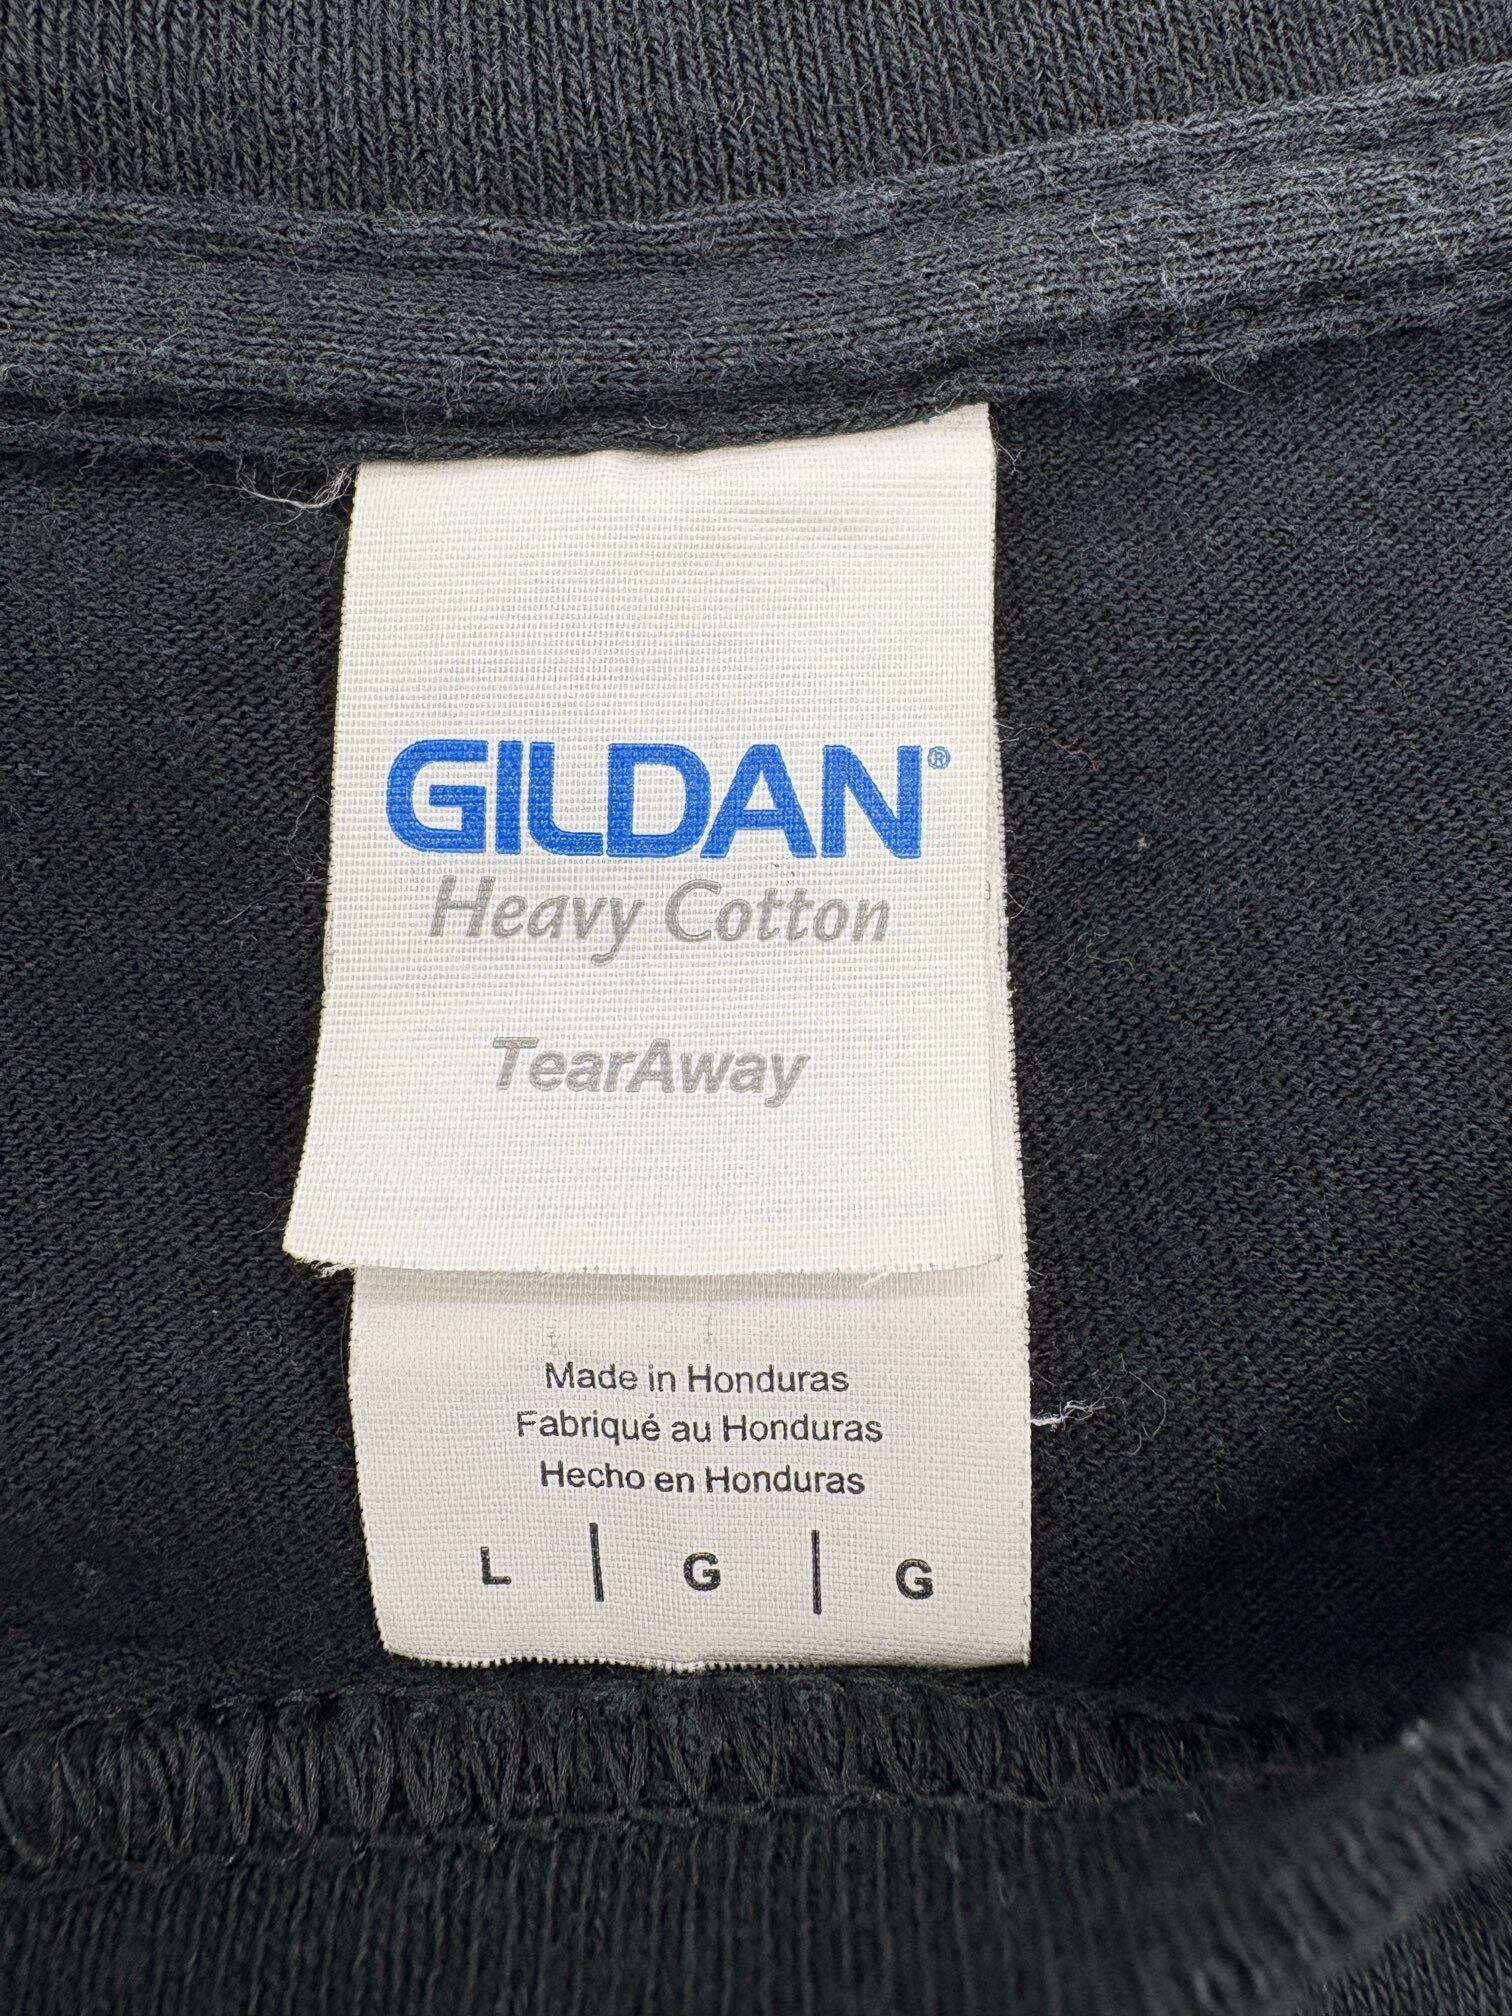 GILDAN®
Heavy Cotton
TearAway
Made in Honduras
Fabriqué au Honduras
Hecho en Honduras
L | G | G